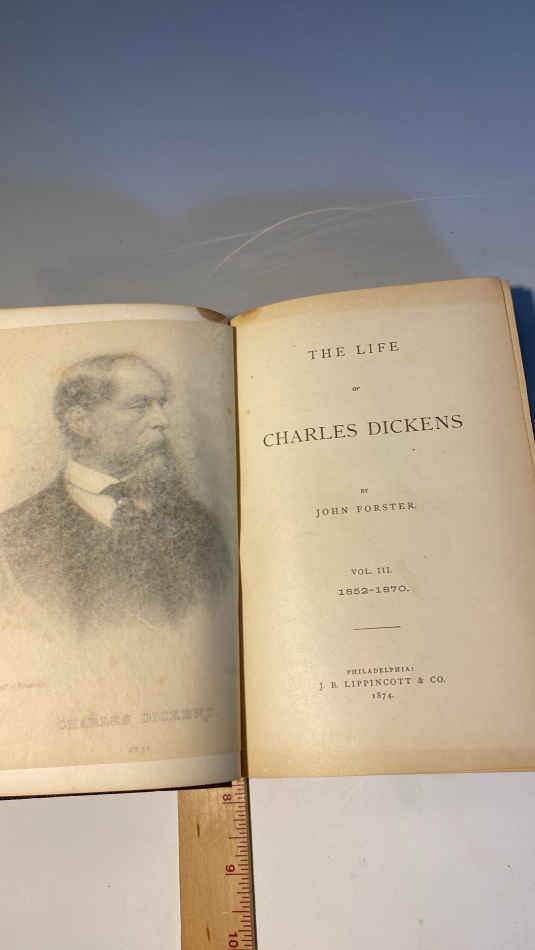 CHARLES DICKENS.
THE LIFE
OF
CHARLES DICKENS
BY
JOHN FORSTER.
VOL. III.
1852-1870.
PHILADELPHIA:
J. B. LIPPINCOTT & CO.
1874.
8
9
10